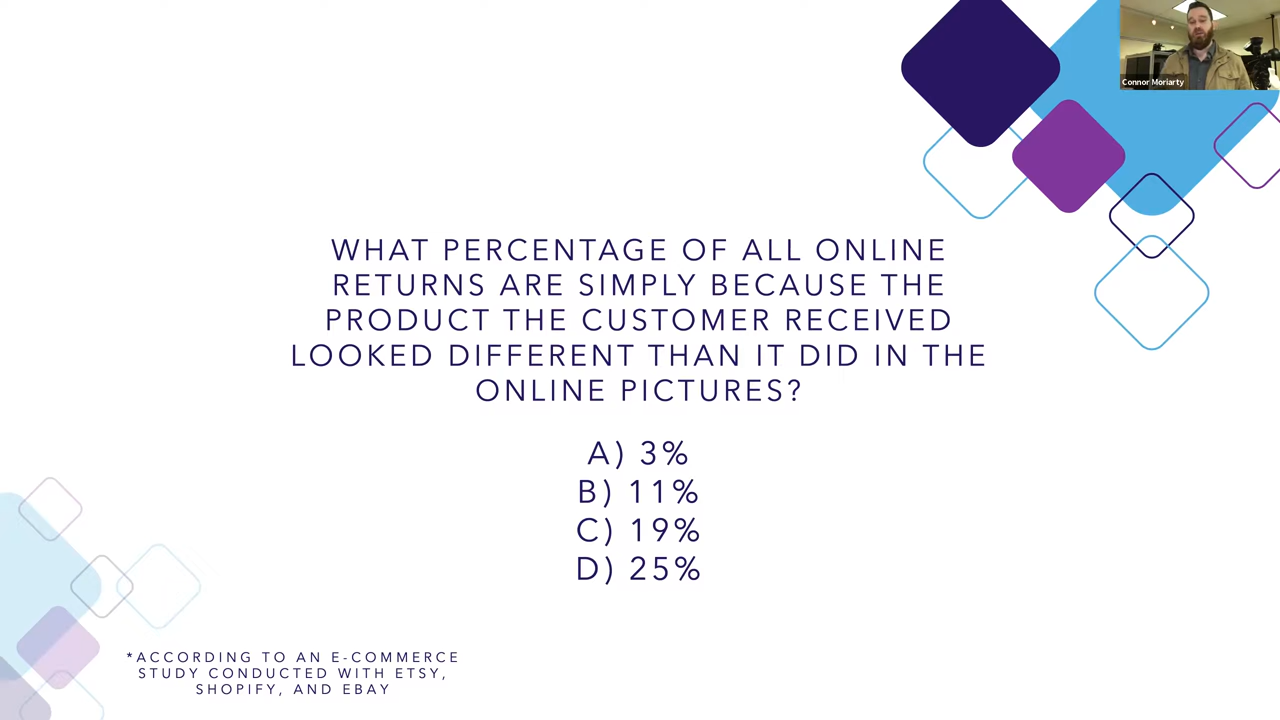 Connor Moriarty
WHAT PERCENTAGE OF ALL ONLINE
RETURNS ARE SIMPLY BECAUSE THE
PRODUCT THE CUSTOMER RECEIVED
LOOKED DIFFERENT THAN IT DID IN THE
ONLINE PICTURES?
A) 3%
B) 11%
C) 19%
D) 25%
*ACCORDING TO AN E-COMMERCE
STUDY CONDUCTED WITH ETSY,
SHOPIFY, AND EBAY